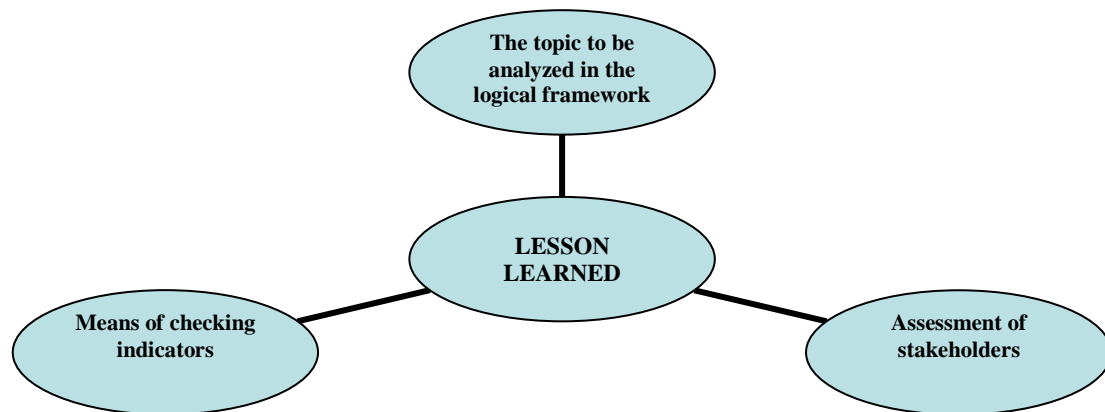 The topic to be
analyzed in the
logical framework
LESSON
LEARNED
Means of checking
indicators
Assessment of
stakeholders